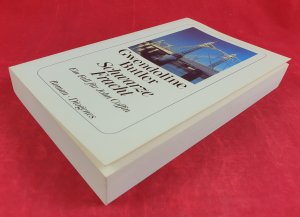 Gwendoline
Butler
Schwarze
Fracht
Ein Fall für John Coffin
Roman · Diogenes